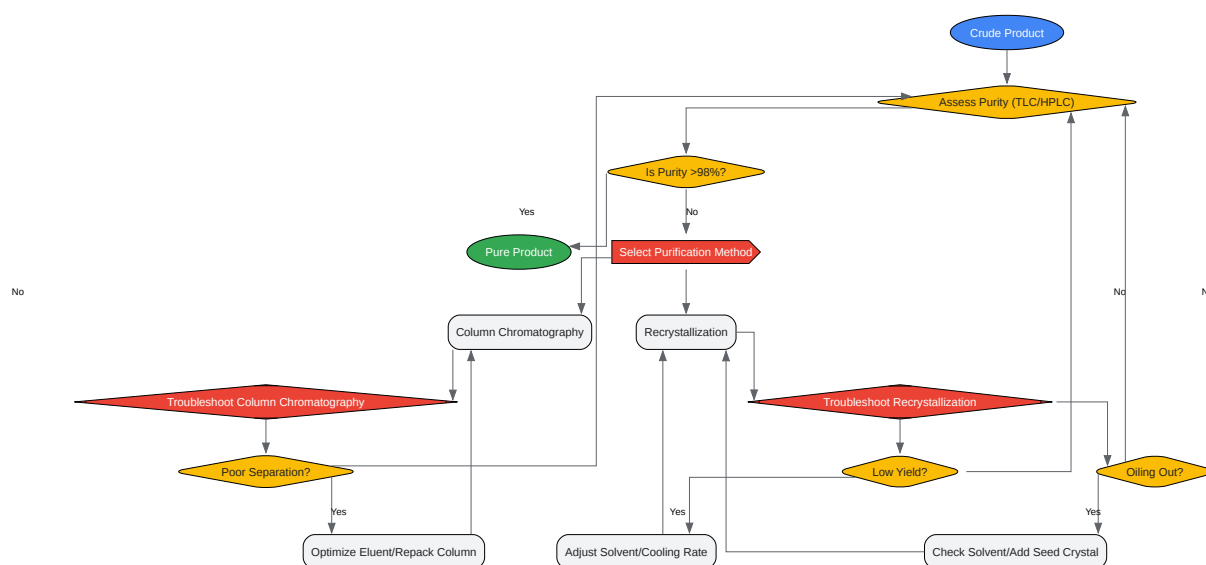 Crude Product
Assess Purity (TLC/HPLC)
Is Purity >98%?
Yes
No
Pure Product
Select Purification Method
No
No
N
Column Chromatography
Recrystallization
Troubleshoot Column Chromatography
Troubleshoot Recrystallization
Poor Separation?
Low Yield?
Oiling Out?
Yes
Yes
Yes
Optimize Eluent/Repack Column
Adjust Solvent/Cooling Rate
Check Solvent/Add Seed Crystal